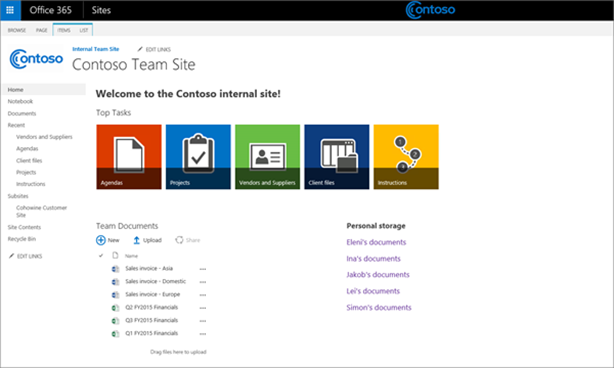 Office 365 Sites Contoso
BROWSE PAGE ITEMS LIST
Contoso
Internal Team Site EDIT LINKS
Contoso Team Site
Home
Notebook
Documents
Recent
Vendors and Suppliers
Agendas
Client files
Projects
Instructions
Subsites
Cohowine Customer
Site
Site Contents
Recycle Bin
EDIT LINKS
Welcome to the Contoso internal site!
Top Tasks
Agendas
Projects
Vendors and Suppliers
Client files
1 2 3
Instructions
Team Documents
New Upload Share
Name
Sales invoice - Asia ...
Sales invoice - Domestic ...
Sales invoice - Europe ...
Q2 FY2015 Financials ...
Q3 FY2015 Financials ...
Q1 FY2015 Financials ...
Drag files here to upload
Personal storage
Eleni's documents
Ina's documents
Jakob's documents
Lei's documents
Simon's documents